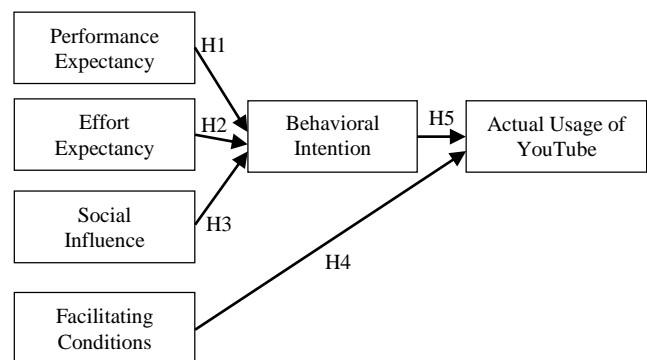 Performance
Expectancy
H1
Effort
Expectancy
H2
Behavioral
Intention
H5
Actual Usage of
YouTube
Social
Influence
H3
H4
Facilitating
Conditions